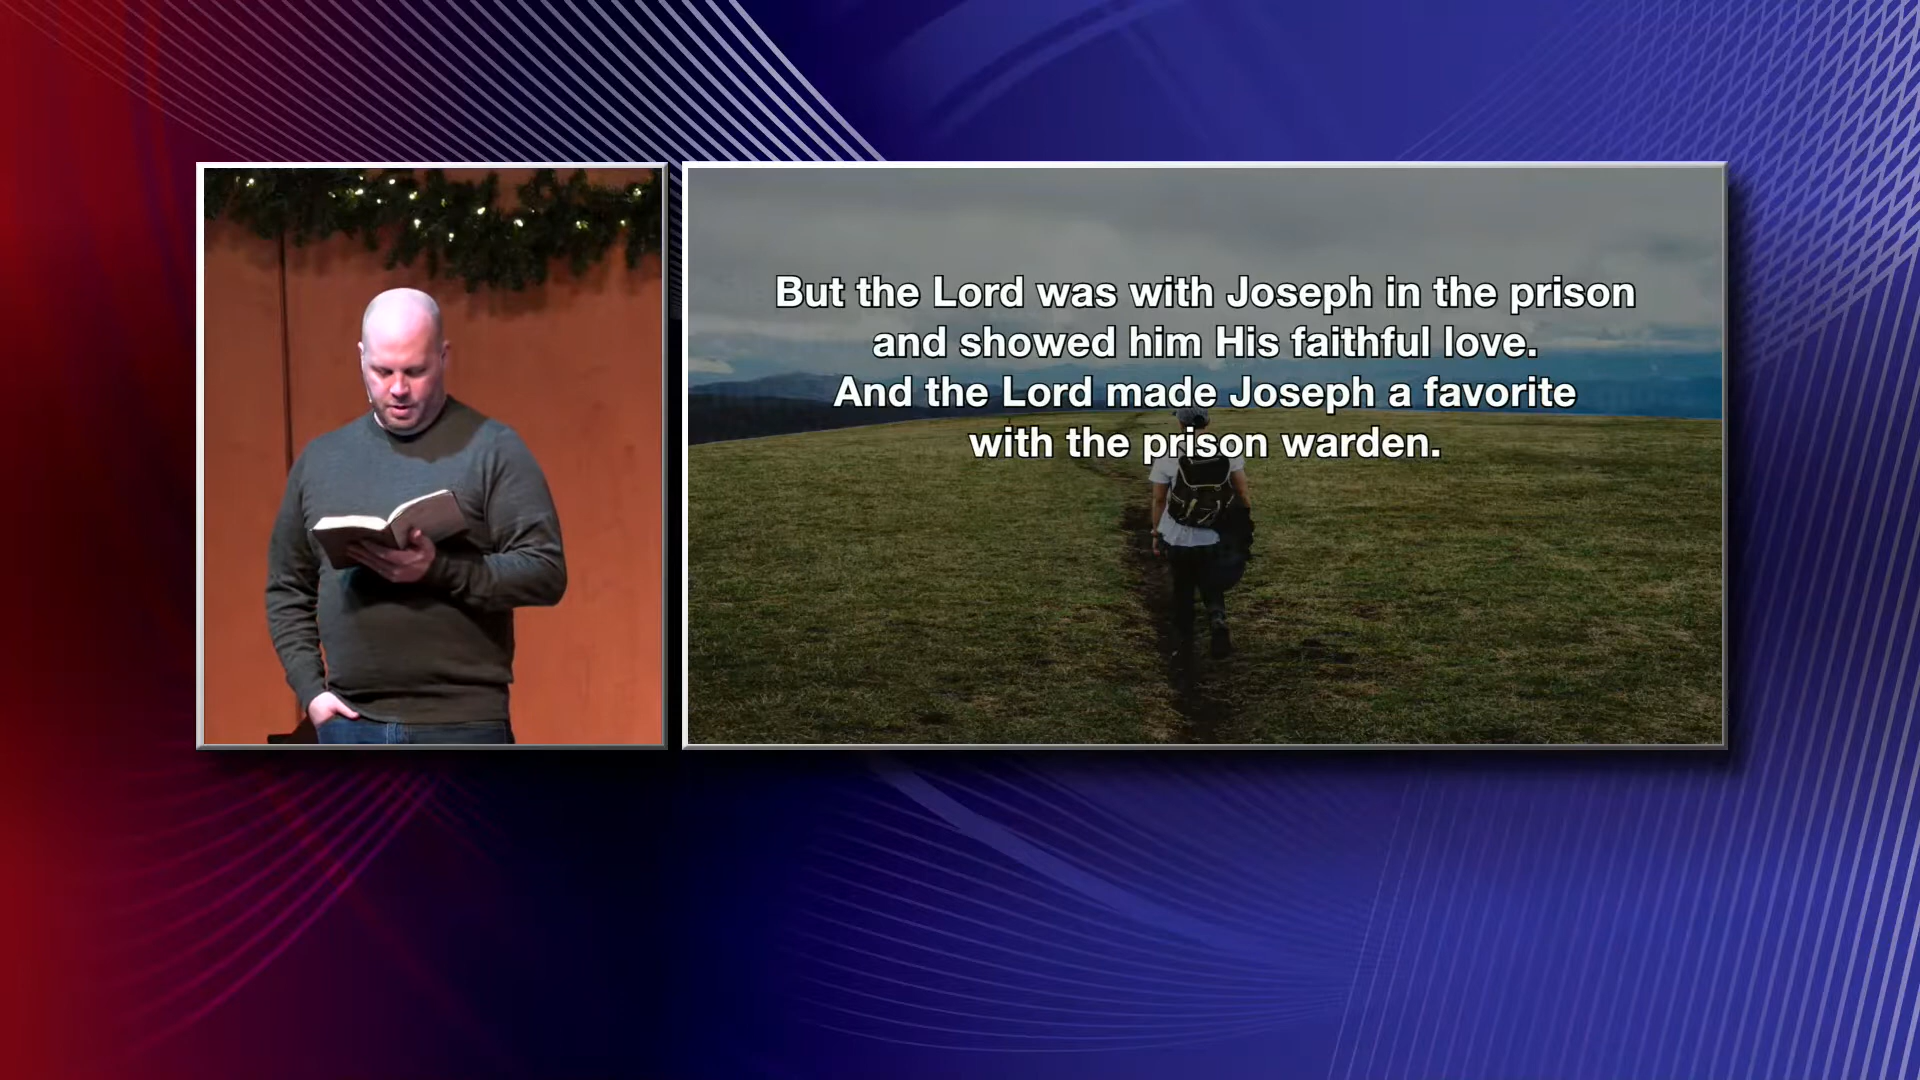 But the Lord was with Joseph in the prison
and showed him His faithful love.
And the Lord made Joseph a favorite
with the prison warden.